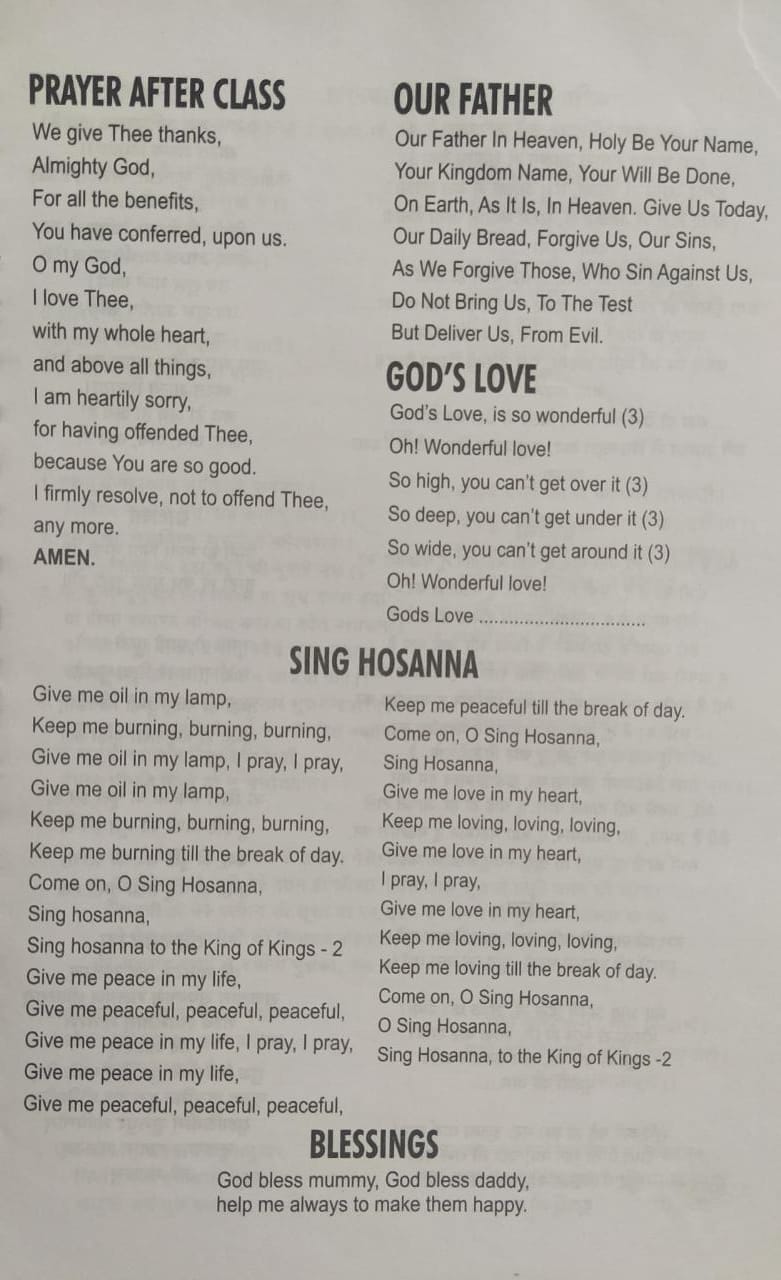 PRAYER AFTER CLASS
We give Thee thanks,
Almighty God,
For all the benefits,
You have conferred, upon us.
O my God,
I love Thee,
with my whole heart,
and above all things,
I am heartily sorry,
for having offended Thee,
because You are so good.
I firmly resolve, not to offend Thee,
any more.
AMEN.
OUR FATHER
Our Father In Heaven, Holy Be Your Name,
Your Kingdom Name, Your Will Be Done,
On Earth, As It Is, In Heaven. Give Us Today,
Our Daily Bread, Forgive Us, Our Sins,
As We Forgive Those, Who Sin Against Us,
Do Not Bring Us, To The Test
But Deliver Us, From Evil.
GOD'S LOVE
God's Love, is so wonderful (3)
Oh! Wonderful love!
So high, you can't get over it (3)
So deep, you can't get under it (3)
So wide, you can't get around it (3)
Oh! Wonderful love!
Gods Love .................................
SING HOSANNA
Give me oil in my lamp,
Keep me burning, burning, burning,
Give me oil in my lamp, I pray, I pray,
Give me oil in my lamp,
Keep me burning, burning, burning,
Keep me burning till the break of day.
Come on, O Sing Hosanna,
Sing hosanna,
Sing hosanna to the King of Kings - 2
Give me peace in my life,
Give me peaceful, peaceful, peaceful,
Give me peace in my life, I pray, I pray,
Give me peace in my life,
Give me peaceful, peaceful, peaceful,
Keep me peaceful till the break of day.
Come on, O Sing Hosanna,
Sing Hosanna,
Give me love in my heart,
Keep me loving, loving, loving,
Give me love in my heart,
I pray, I pray,
Give me love in my heart,
Keep me loving, loving, loving,
Keep me loving till the break of day.
Come on, O Sing Hosanna,
O Sing Hosanna,
Sing Hosanna, to the King of Kings -2
BLESSINGS
God bless mummy, God bless daddy,
help me always to make them happy.